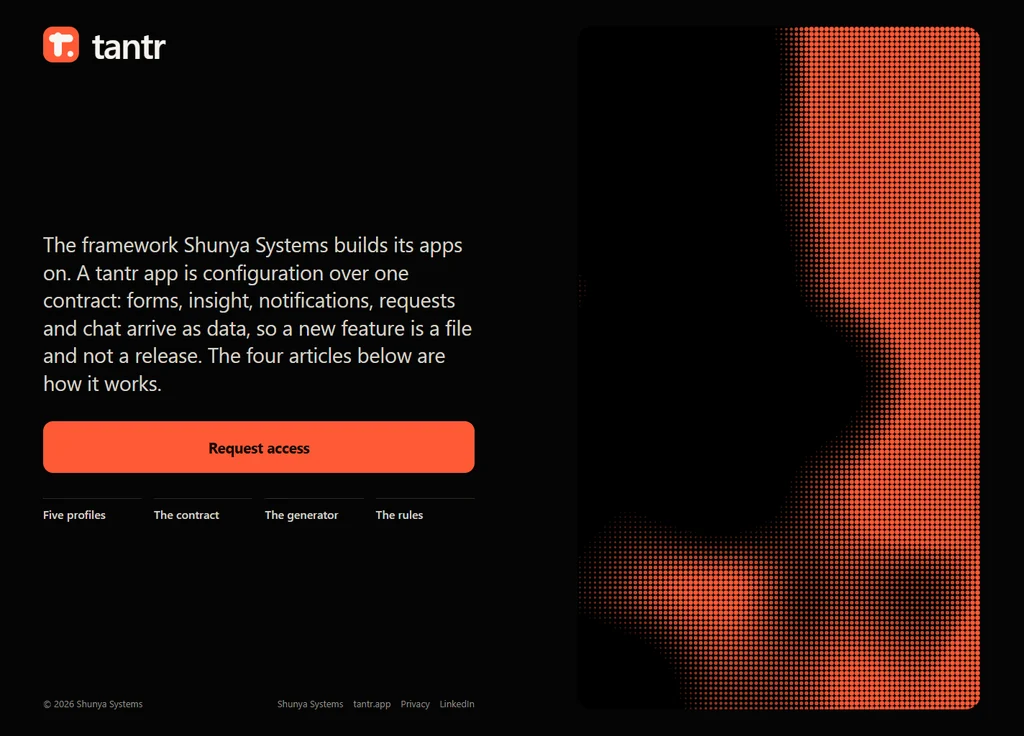 t.
tantr
The framework Shunya Systems builds its apps
on. A tantr app is configuration over one
contract: forms, insight, notifications, requests
and chat arrive as data, so a new feature is a file
and not a release. The four articles below are
how it works.
Request access
Five profiles
The contract
The generator
The rules
© 2026 Shunya Systems
Shunya Systems
tantr.app
Privacy
LinkedIn